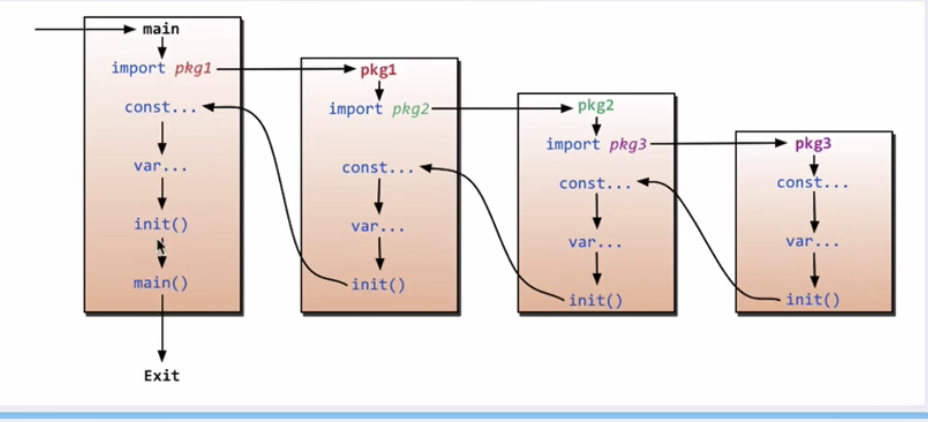 main
import pkg1
const...
var...
init()
main()
Exit
pkg1
import pkg2
const...
var...
init()
pkg2
import pkg3
const...
var...
init()
pkg3
const...
var...
init()